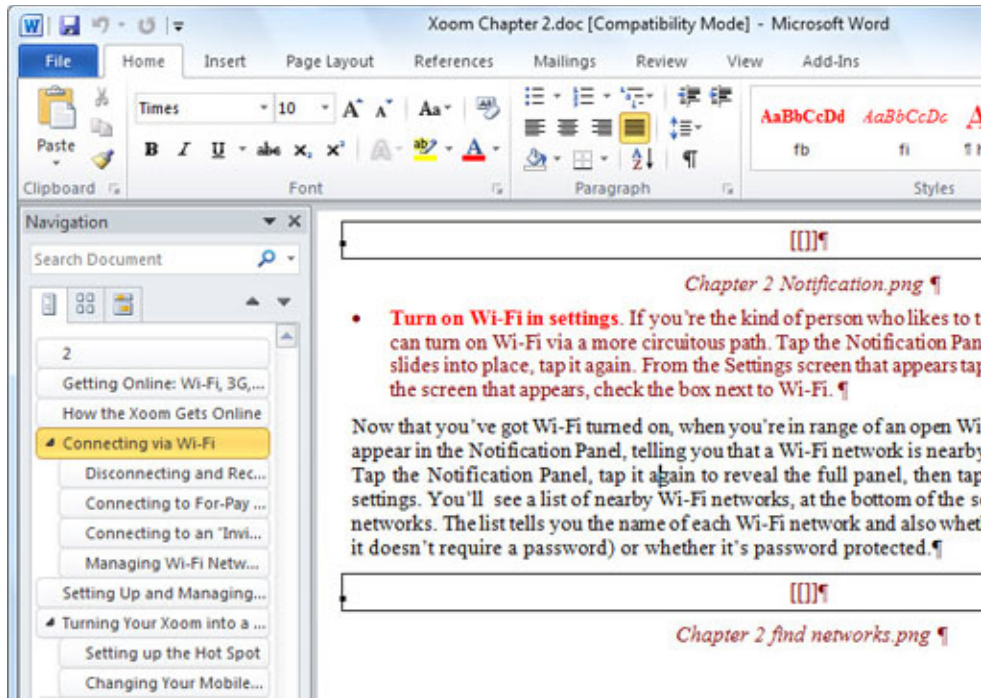 Xoom Chapter 2.doc [Compatibility Mode] - Microsoft Word
File Home Insert Page Layout References Mailings Review View Add-Ins
Times 10 A A Aa
Paste B I U abc x, x² A ab A
AaBbCcDd AaBbCcDc A
fb fi ¶
Clipboard Font Paragraph Styles
Navigation
Search Document
2
Getting Online: Wi-Fi, 3G,...
How the Xoom Gets Online
Connecting via Wi-Fi
Disconnecting and Rec...
Connecting to For-Pay ...
Connecting to an "Invi...
Managing Wi-Fi Netw...
Setting Up and Managing...
Turning Your Xoom into a ...
Setting up the Hot Spot
Changing Your Mobile...
[[]]¶
Chapter 2 Notification.png ¶
• Turn on Wi-Fi in settings. If you're the kind of person who likes to t
can turn on Wi-Fi via a more circuitous path. Tap the Notification Pan
slides into place, tap it again. From the Settings screen that appears tap
the screen that appears, check the box next to Wi-Fi. ¶
Now that you've got Wi-Fi turned on, when you're in range of an open Wi
appear in the Notification Panel, telling you that a Wi-Fi network is nearby
Tap the Notification Panel, tap it again to reveal the full panel, then tap
settings. You'll see a list of nearby Wi-Fi networks, at the bottom of the s
networks. The list tells you the name of each Wi-Fi network and also wheth
it doesn't require a password) or whether it's password protected.¶
[[]]¶
Chapter 2 find networks.png ¶